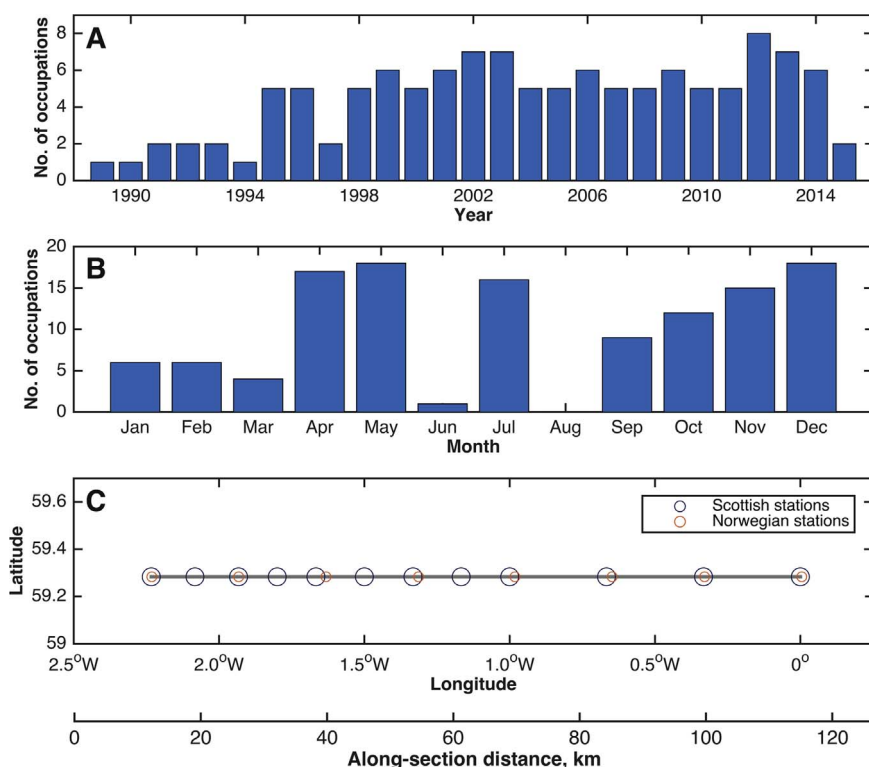 A
No. of occupations
8
6
4
2
0
1990 1994 1998 2002 2006 2010 2014
Year
B
No. of occupations
20
15
10
5
0
Jan Feb Mar Apr May Jun Jul Aug Sep Oct Nov Dec
Month
C
Latitude
59.6
59.4
59.2
59
Scottish stations
Norwegian stations
2.5°W 2.0°W 1.5°W 1.0°W 0.5°W 0°
Longitude
0 20 40 60 80 100 120
Along-section distance, km